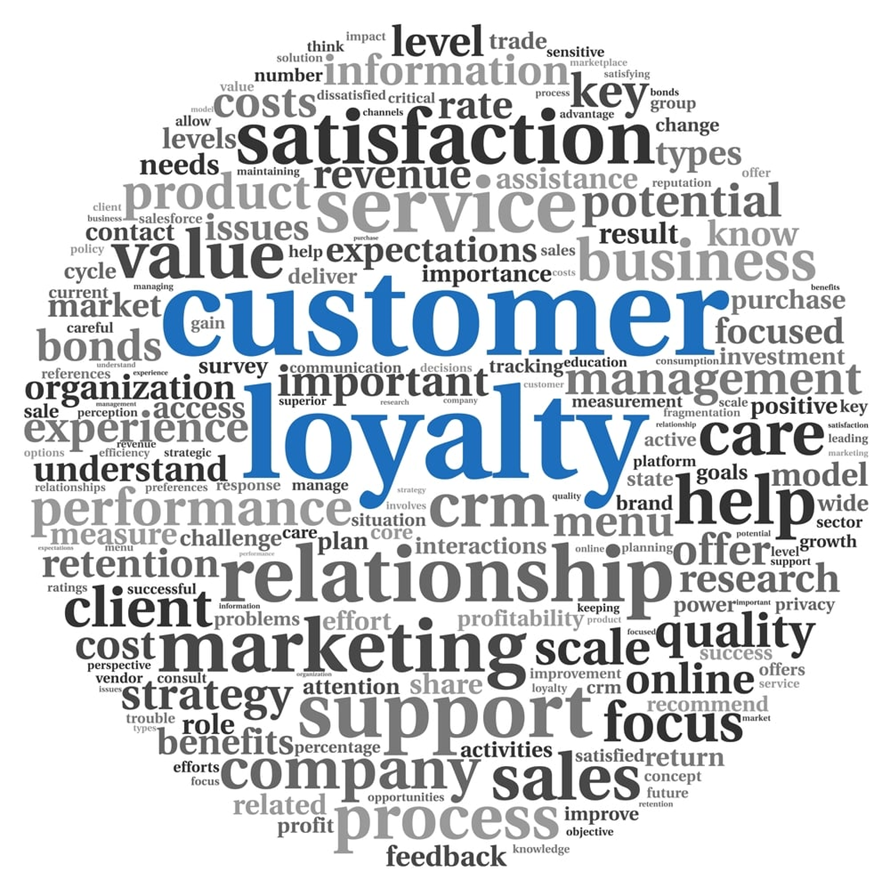 level trade
think impact sensitive
solution information marketplace
number satisfying
value costs dissatisfied critical rate process key bonds group
model channels advantage
allow satisfaction change
levels types
needs maintaining revenue assistance reputation offer
client product service potential
business salesforce
contact issues result know
policy value help purchase expectations sales business
cycle deliver importance costs
current managing customer benefits
market purchase
careful gain focused
bonds survey communication decisions tracking education consumption investment
understand
references experience important customer management
organization superior research company measurement scale positive key
sale management perception access fragmentation
experience revenue loyalty relationship care satisfaction
active leading
options efficiency strategic platform marketing
understand state goals model
relationships preferences response manage
performance strategy involves crm quality brand help wide
situation menu sector
measure challenge care plan core potential growth
expectations menu performance interactions online planning offer level
retention relationship support research
ratings successful
client information problems effort profitability keeping product power important privacy
cost marketing scale focused quality
perspective success
vendor consult organization improvement online offers
issues strategy attention share loyalty crm service
trouble support recommend
types role focus market
benefits percentage activities satisfied return
efforts company sales concept
focus opportunities future
related process retention
profit improve
objective
feedback knowledge